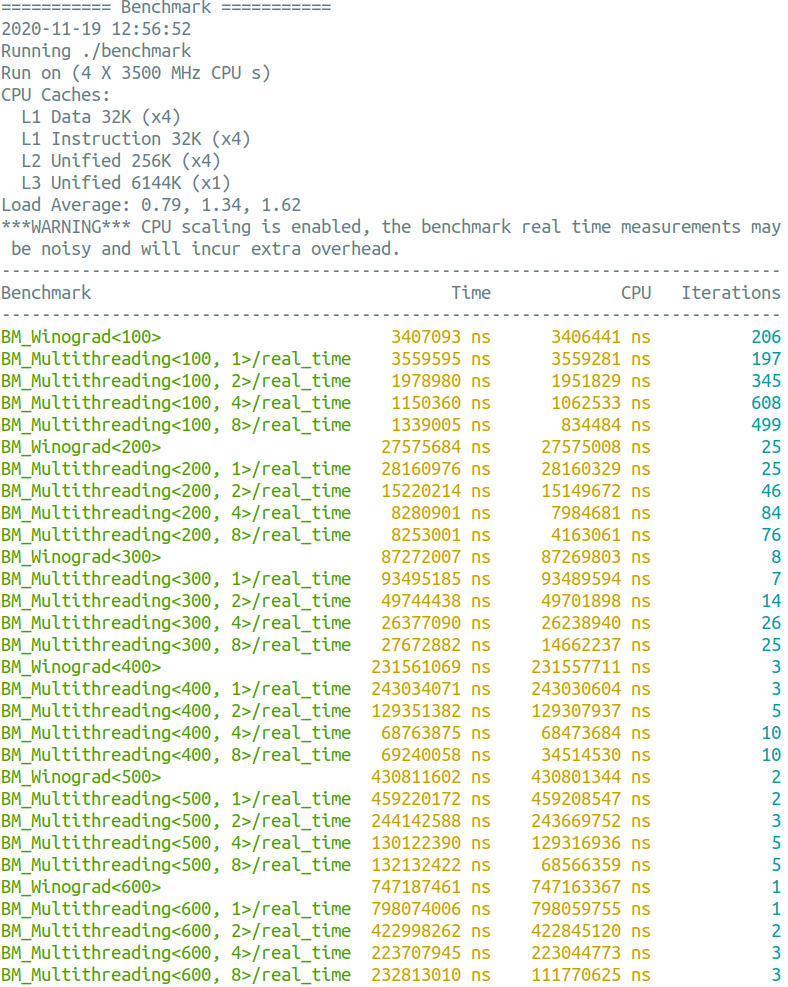 =========== Benchmark ===========
2020-11-19 12:56:52
Running ./benchmark
Run on (4 X 3500 MHz CPU s)
CPU Caches:
  L1 Data 32K (x4)
  L1 Instruction 32K (x4)
  L2 Unified 256K (x4)
  L3 Unified 6144K (x1)
Load Average: 0.79, 1.34, 1.62
***WARNING*** CPU scaling is enabled, the benchmark real time measurements may
 be noisy and will incur extra overhead.
------------------------------------------------------------------------------
Benchmark                                    Time             CPU   Iterations
------------------------------------------------------------------------------
BM_Winograd<100>                       3407093 ns      3406441 ns          206
BM_Multithreading<100, 1>/real_time    3559595 ns      3559281 ns          197
BM_Multithreading<100, 2>/real_time    1978980 ns      1951829 ns          345
BM_Multithreading<100, 4>/real_time    1150360 ns      1062533 ns          608
BM_Multithreading<100, 8>/real_time    1339005 ns       834484 ns          499
BM_Winograd<200>                      27575684 ns     27575008 ns           25
BM_Multithreading<200, 1>/real_time   28160976 ns     28160329 ns           25
BM_Multithreading<200, 2>/real_time   15220214 ns     15149672 ns           46
BM_Multithreading<200, 4>/real_time    8280901 ns      7984681 ns           84
BM_Multithreading<200, 8>/real_time    8253001 ns      4163061 ns           76
BM_Winograd<300>                      87272007 ns     87269803 ns            8
BM_Multithreading<300, 1>/real_time   93495185 ns     93489594 ns            7
BM_Multithreading<300, 2>/real_time   49744438 ns     49701898 ns           14
BM_Multithreading<300, 4>/real_time   26377090 ns     26238940 ns           26
BM_Multithreading<300, 8>/real_time   27672882 ns     14662237 ns           25
BM_Winograd<400>                     231561069 ns    231557711 ns            3
BM_Multithreading<400, 1>/real_time  243034071 ns    243030604 ns            3
BM_Multithreading<400, 2>/real_time  129351382 ns    129307937 ns            5
BM_Multithreading<400, 4>/real_time   68763875 ns     68473684 ns           10
BM_Multithreading<400, 8>/real_time   69240058 ns     34514530 ns           10
BM_Winograd<500>                     430811602 ns    430801344 ns            2
BM_Multithreading<500, 1>/real_time  459220172 ns    459208547 ns            2
BM_Multithreading<500, 2>/real_time  244142588 ns    243669752 ns            3
BM_Multithreading<500, 4>/real_time  130122390 ns    129316936 ns            5
BM_Multithreading<500, 8>/real_time  132132422 ns     68566359 ns            5
BM_Winograd<600>                     747187461 ns    747163367 ns            1
BM_Multithreading<600, 1>/real_time  798074006 ns    798059755 ns            1
BM_Multithreading<600, 2>/real_time  422998262 ns    422845120 ns            2
BM_Multithreading<600, 4>/real_time  223707945 ns    223044773 ns            3
BM_Multithreading<600, 8>/real_time  232813010 ns    111770625 ns            3